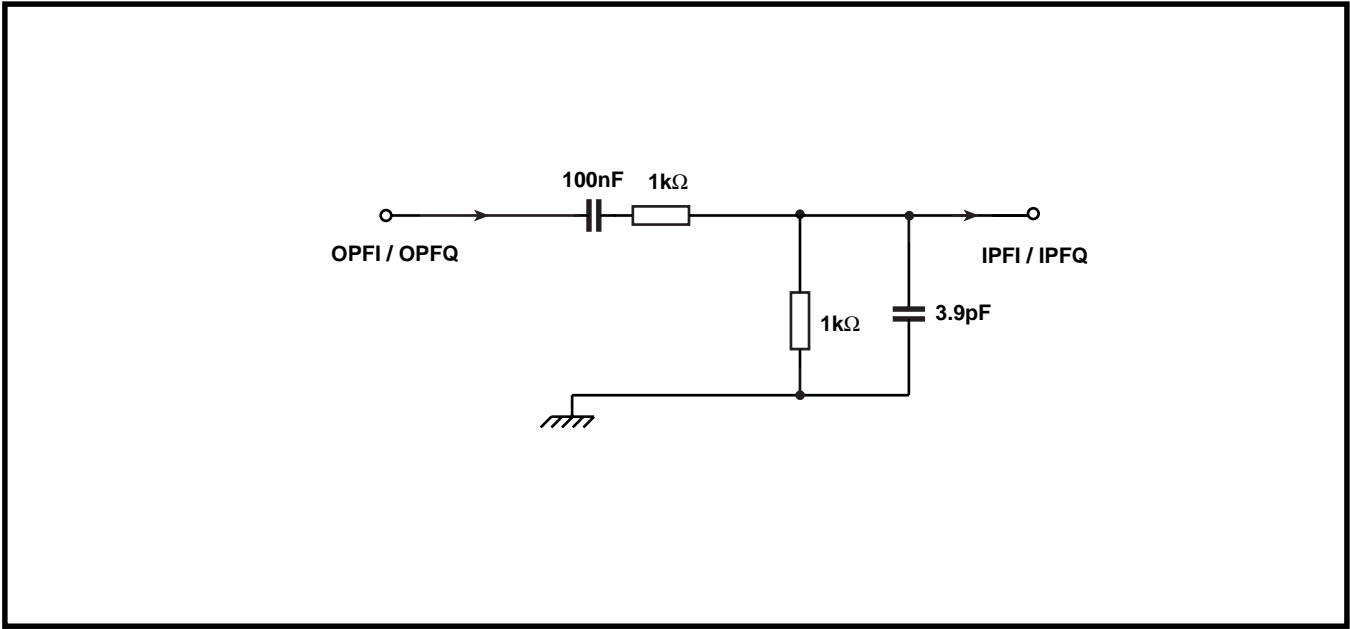 100nF
1kΩ
OPFI / OPFQ
IPFI / IPFQ
1kΩ
3.9pF